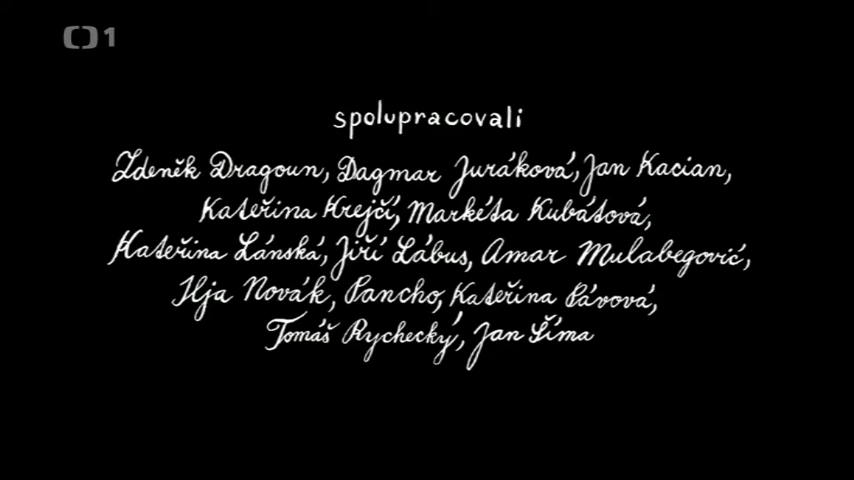 C1
spolupracovali
Zdeněk Dragoun, Dagmar Juráková, Jan Kacian,
Kateřina Krejčí, Markéta Kubátová,
Kateřina Lánská, Jiří Lábus, Amar Mulabegović,
Ilja Novák, Pancho, Kateřina Pávová,
Tomáš Rychecký, Jan Šíma